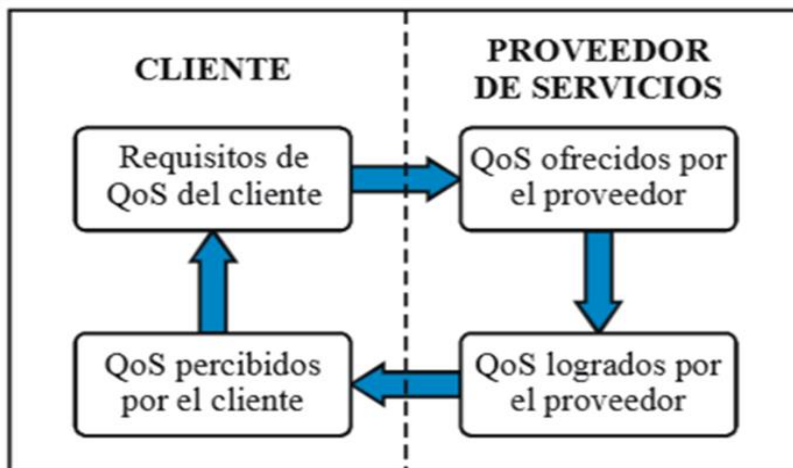 CLIENTE
PROVEEDOR
DE SERVICIOS
Requisitos de
QoS del cliente
QoS ofrecidos por
el proveedor
QoS percibidos
por el cliente
QoS logrados por
el proveedor